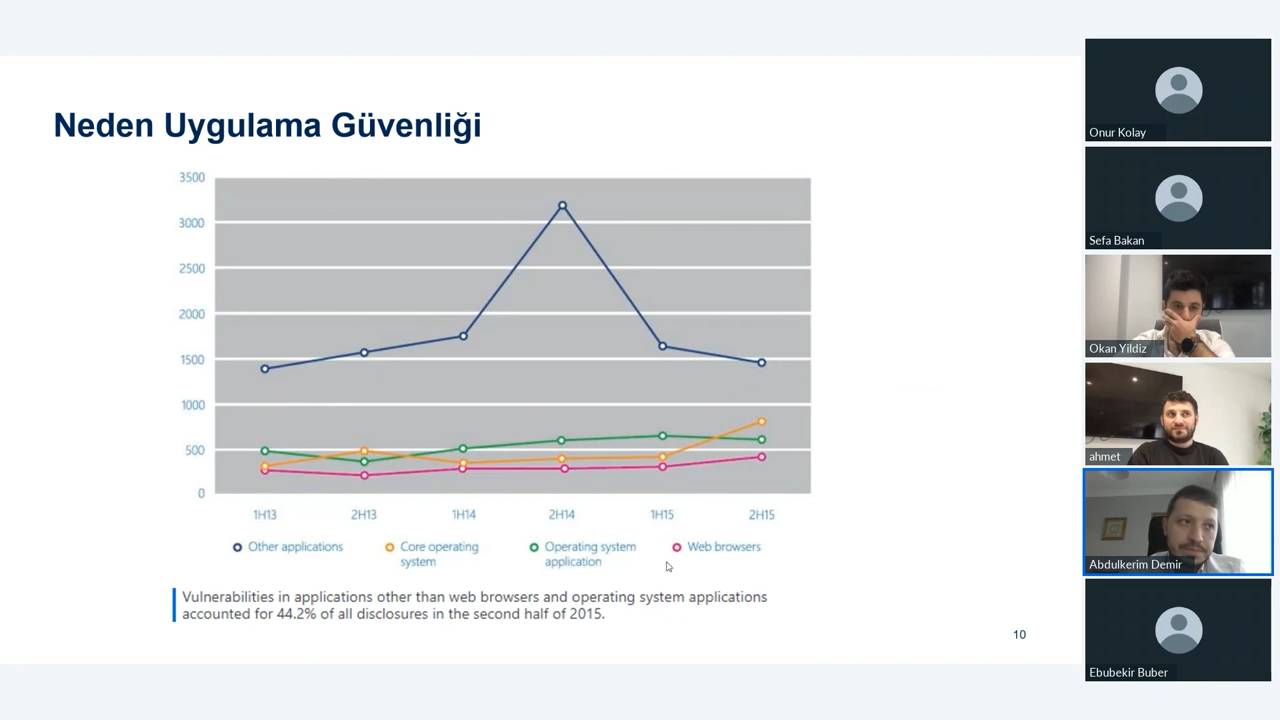 Neden Uygulama Güvenliği
3500
3000
2500
2000
1500
1000
500
0
1H13 2H13 1H14 2H14 1H15 2H15
Other applications
Core operating
system
Operating system
application
Web browsers
Vulnerabilities in applications other than web browsers and operating system applications
accounted for 44.2% of all disclosures in the second half of 2015.
10
Onur Kolay
Sefa Bakan
Okan Yildiz
ahmet
Abdulkerim Demir
Ebubekir Buber